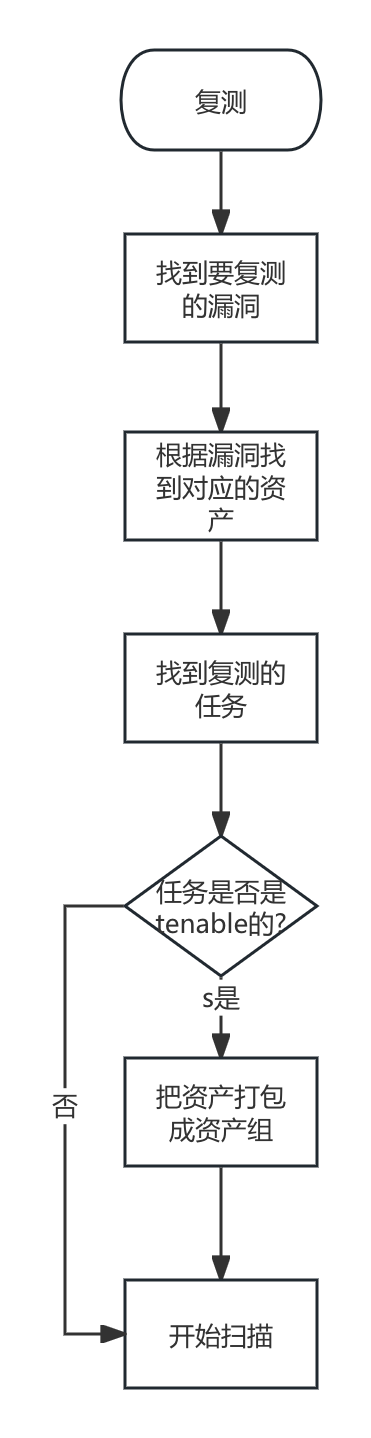 复测
找到要复测
的漏洞
根据漏洞找
到对应的资
产
找到复测的
任务
任务是否是
tenable的?
s是
否
把资产打包
成资产组
开始扫描